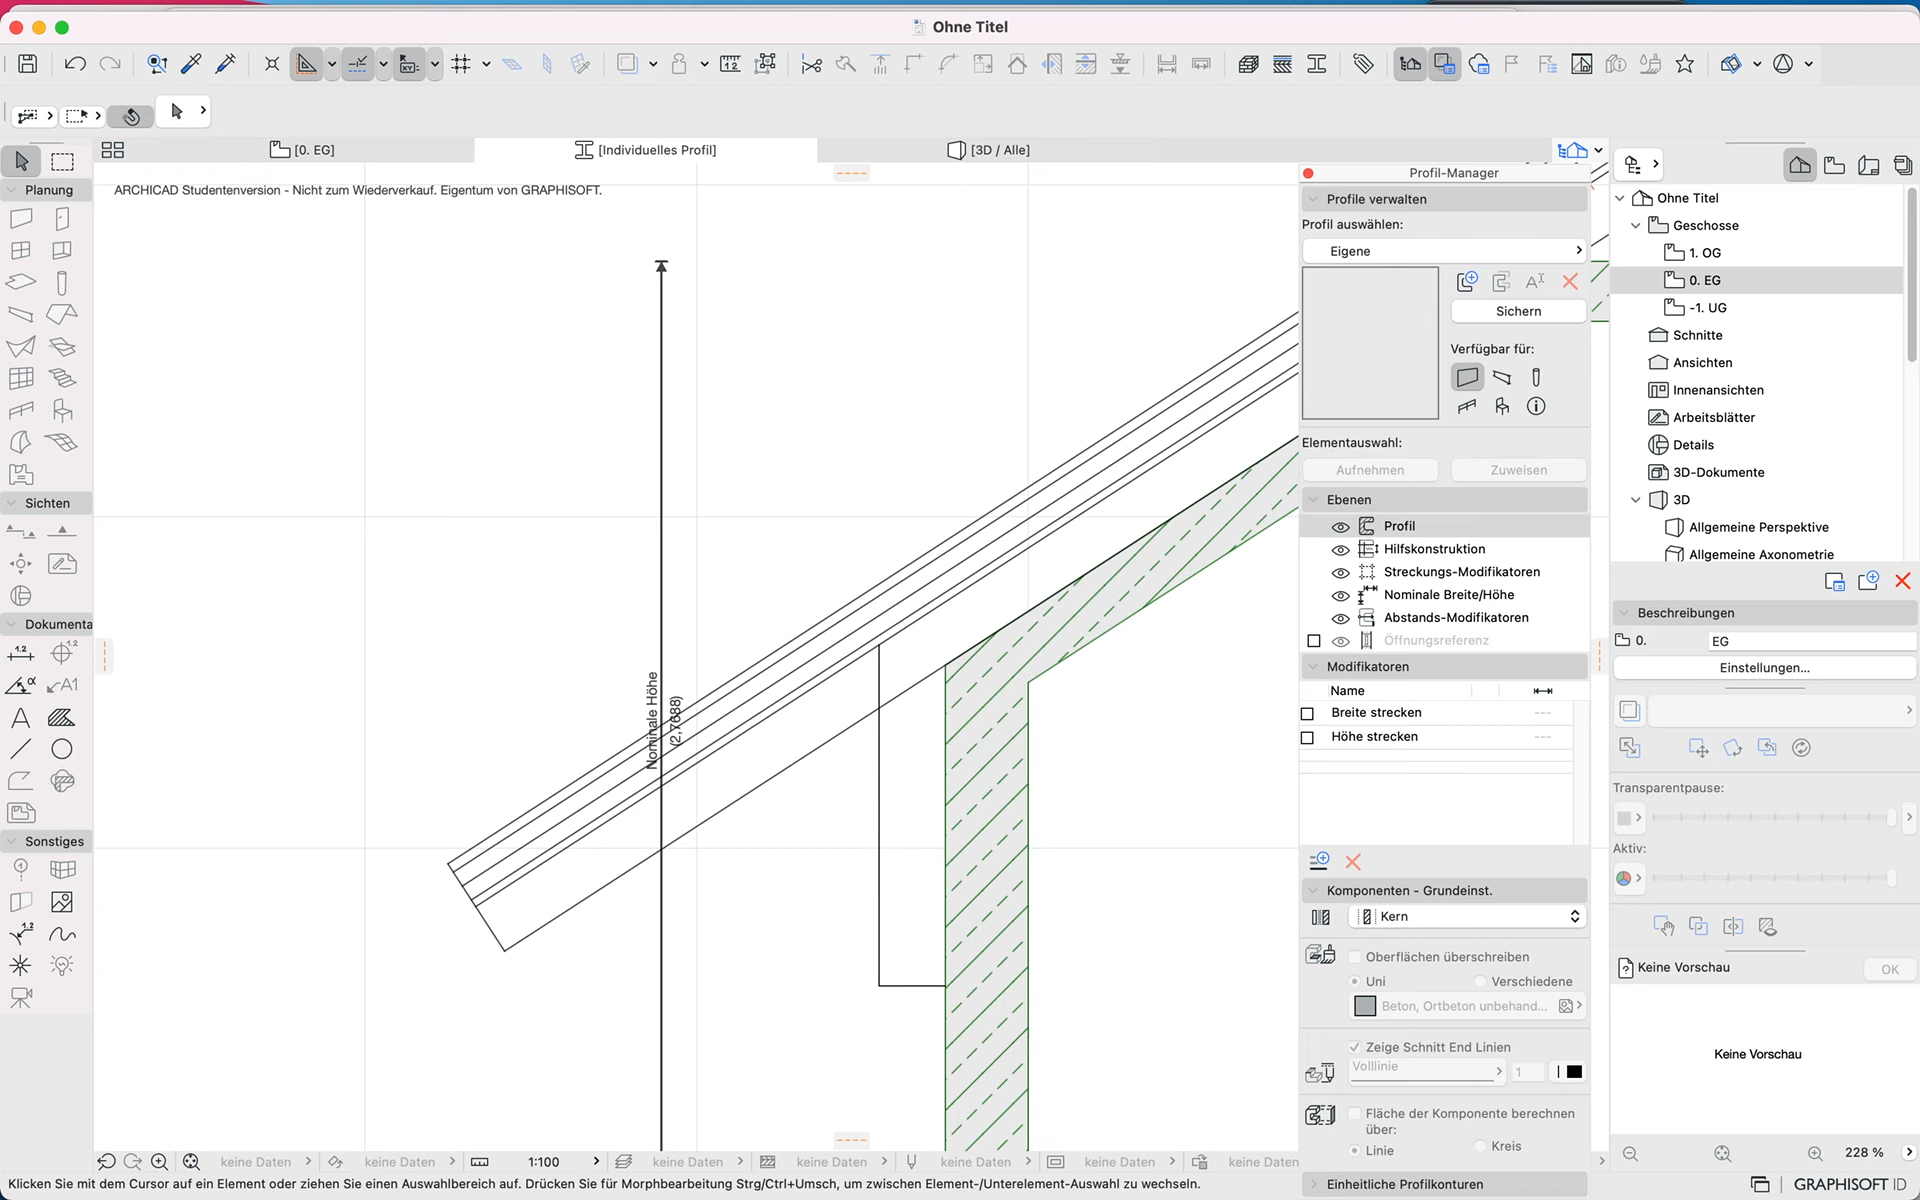 Ohne Titel
[0. EG]
[Individuelles Profil]
[3D / Alle]
ARCHICAD Studentenversion - Nicht zum Wiederverkauf. Eigentum von GRAPHISOFT.
Planung
Sichten
Dokumenta
Sonstiges
Nominale Höhe
(2,7688)
Profil-Manager
Profile verwalten
Profil auswählen:
Eigene
Sichern
Verfügbar für:
Elementauswahl:
Aufnehmen
Zuweisen
Ebenen
Profil
Hilfskonstruktion
Streckungs-Modifikatoren
Nominale Breite/Höhe
Abstands-Modifikatoren
Öffnungsreferenz
Modifikatoren
Name
Breite strecken ---
Höhe strecken ---
Komponenten - Grundeinst.
Kern
Oberflächen überschreiben
Uni
Verschiedene
Beton, Ortbeton unbehand...
Zeige Schnitt End Linien
Volllinie
1
Fläche der Komponente berechnen
über:
Linie
Kreis
Einheitliche Profilkonturen
Ohne Titel
Geschosse
1. OG
0. EG
-1. UG
Schnitte
Ansichten
Innenansichten
Arbeitsblätter
Details
3D-Dokumente
3D
Allgemeine Perspektive
Allgemeine Axonometrie
Beschreibungen
0.
EG
Einstellungen...
Transparentpause:
Aktiv:
Keine Vorschau
OK
Keine Vorschau
228 %
keine Daten
keine Daten
1:100
keine Daten
keine Daten
keine Daten
keine Daten
keine Daten
Klicken Sie mit dem Cursor auf ein Element oder ziehen Sie einen Auswahlbereich auf. Drücken Sie für Morphbearbeitung Strg/Ctrl+Umsch, um zwischen Element-/Unterelement-Auswahl zu wechseln.
GRAPHISOFT ID